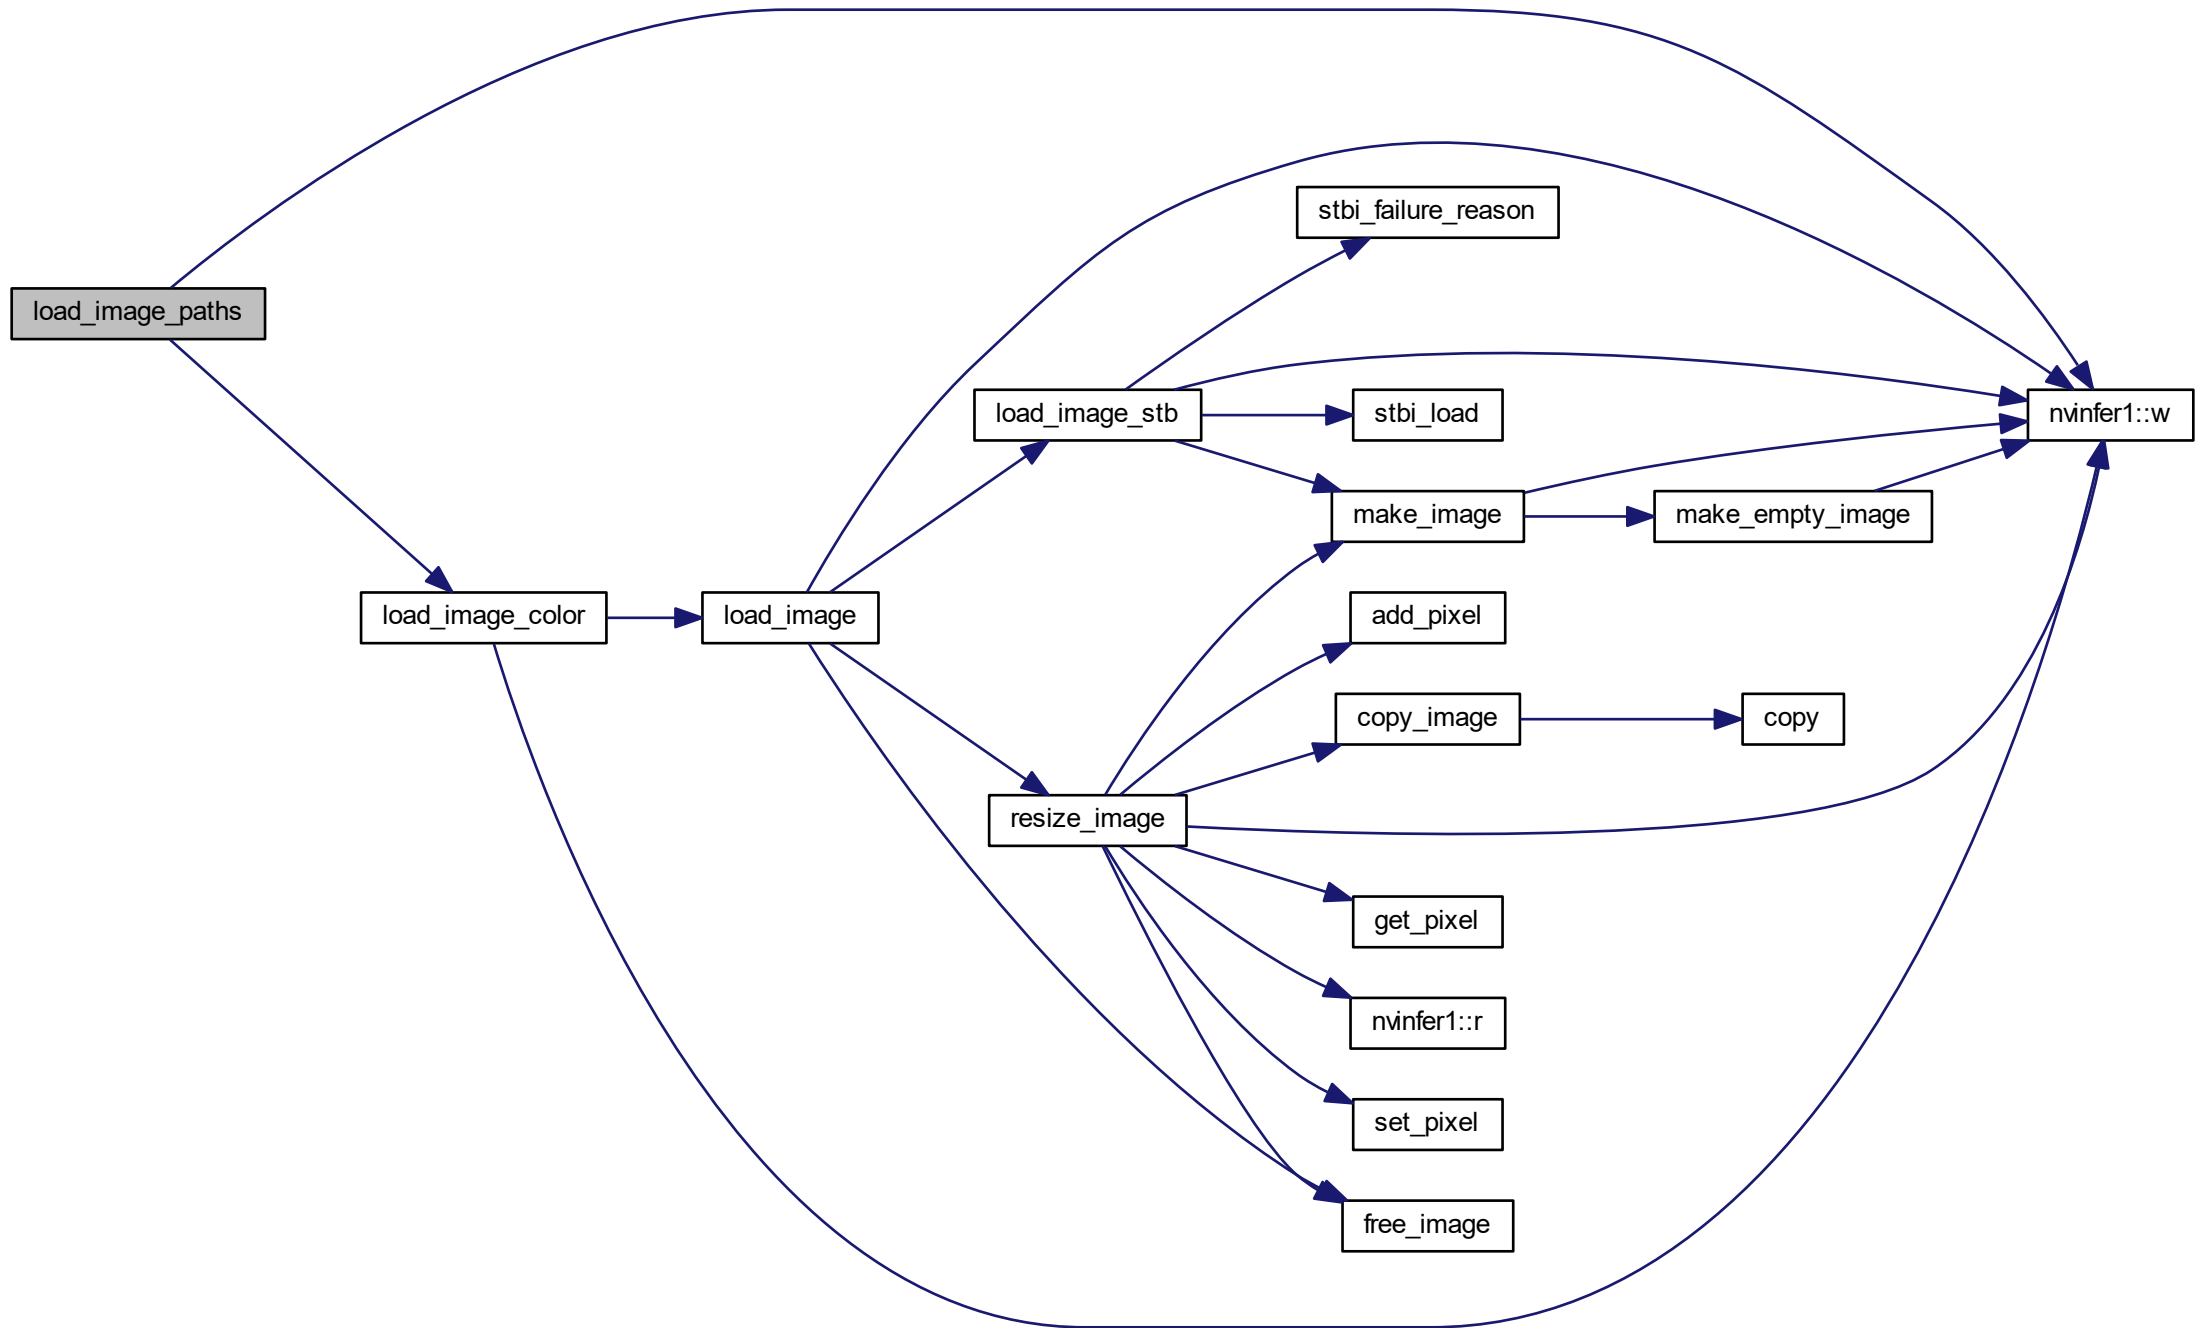 load_image_paths
load_image_color
load_image
load_image_stb
resize_image
stbi_failure_reason
stbi_load
make_image
add_pixel
copy_image
get_pixel
nvinfer1::r
set_pixel
free_image
make_empty_image
copy
nvinfer1::w